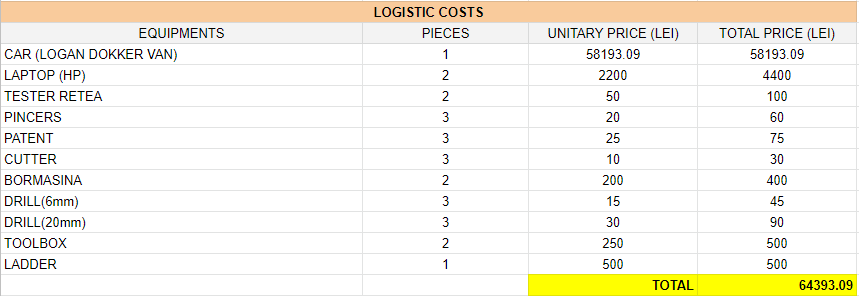 LOGISTIC COSTS
EQUIPMENTS PIECES UNITARY PRICE (LEI) TOTAL PRICE (LEI)
CAR (LOGAN DOKKER VAN) 1 58193.09 58193.09
LAPTOP (HP) 2 2200 4400
TESTER RETEA 2 50 100
PINCERS 3 20 60
PATENT 3 25 75
CUTTER 3 10 30
BORMASINA 2 200 400
DRILL(6mm) 3 15 45
DRILL(20mm) 3 30 90
TOOLBOX 2 250 500
LADDER 1 500 500
TOTAL 64393.09